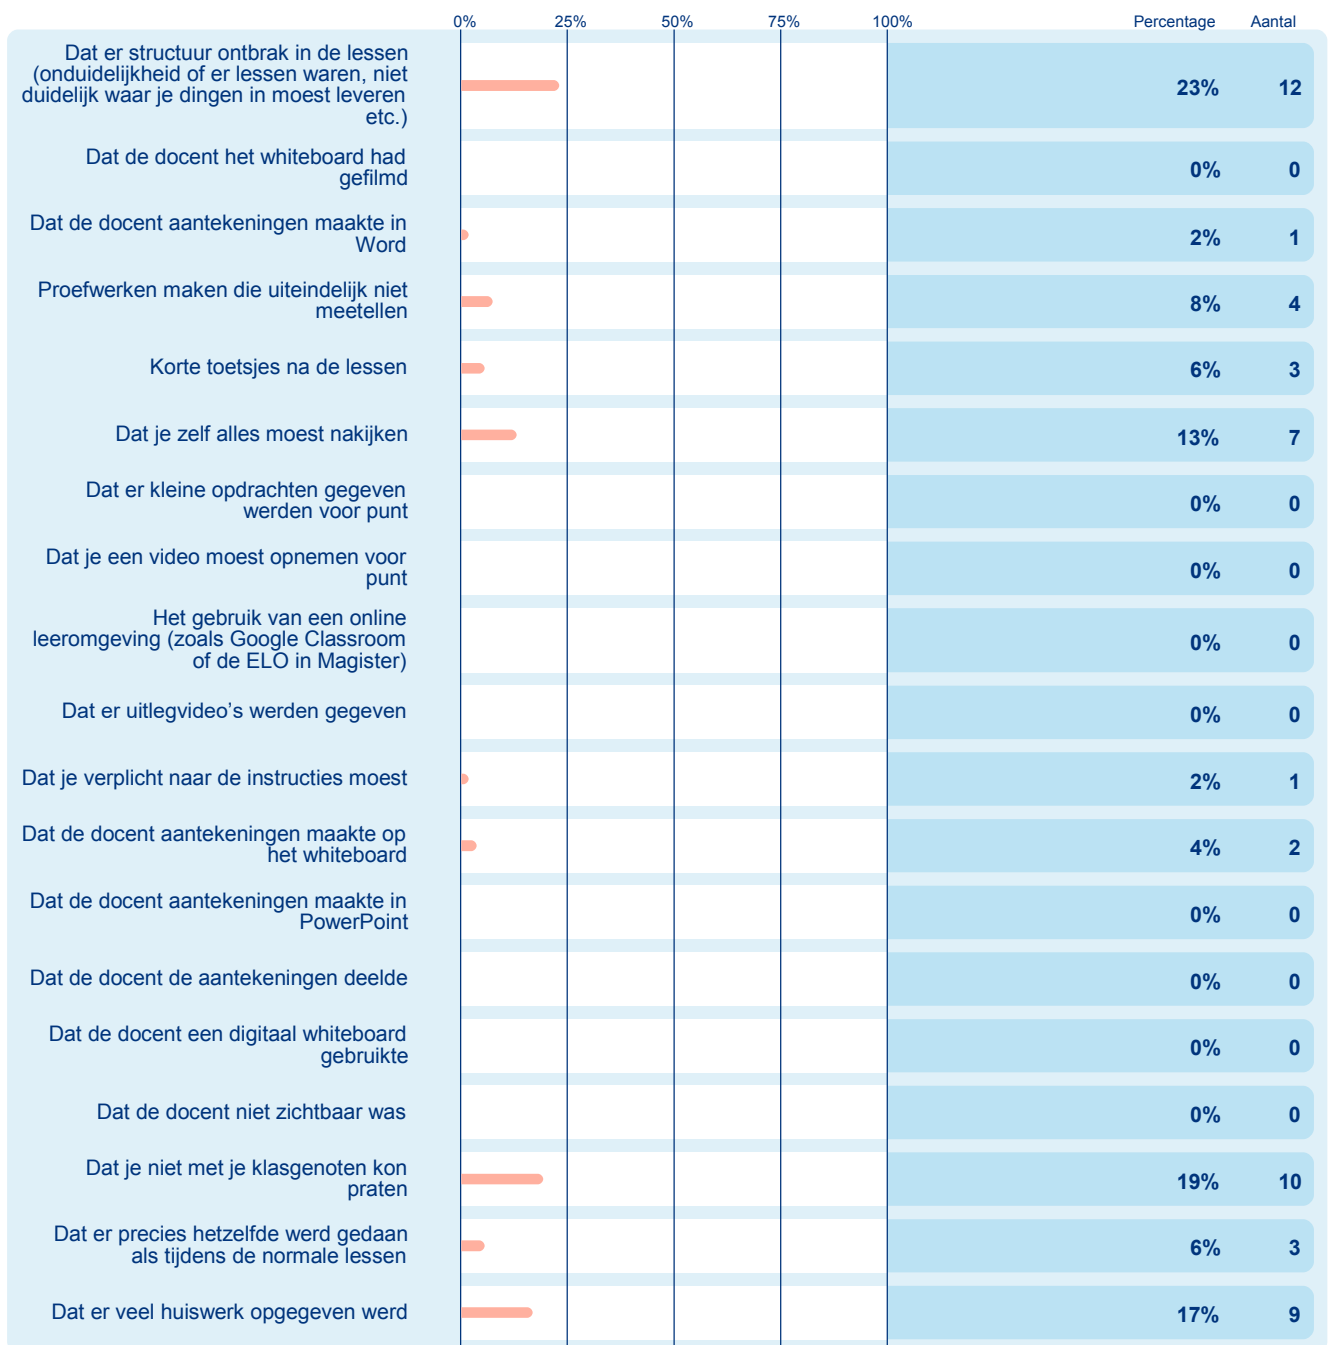 0% 25% 50% 75% 100% Percentage Aantal
Dat er structuur ontbrak in de lessen
(onduidelijkheid of er lessen waren, niet
duidelijk waar je dingen in moest leveren
etc.)
23% 12
Dat de docent het whiteboard had
gefilmd
0% 0
Dat de docent aantekeningen maakte in
Word
2% 1
Proefwerken maken die uiteindelijk niet
meetellen
8% 4
Korte toetsjes na de lessen
6% 3
Dat je zelf alles moest nakijken
13% 7
Dat er kleine opdrachten gegeven
werden voor punt
0% 0
Dat je een video moest opnemen voor
punt
0% 0
Het gebruik van een online
leeromgeving (zoals Google Classroom
of de ELO in Magister)
0% 0
Dat er uitlegvideo’s werden gegeven
0% 0
Dat je verplicht naar de instructies moest
2% 1
Dat de docent aantekeningen maakte op
het whiteboard
4% 2
Dat de docent aantekeningen maakte in
PowerPoint
0% 0
Dat de docent de aantekeningen deelde
0% 0
Dat de docent een digitaal whiteboard
gebruikte
0% 0
Dat de docent niet zichtbaar was
0% 0
Dat je niet met je klasgenoten kon
praten
19% 10
Dat er precies hetzelfde werd gedaan
als tijdens de normale lessen
6% 3
Dat er veel huiswerk opgegeven werd
17% 9